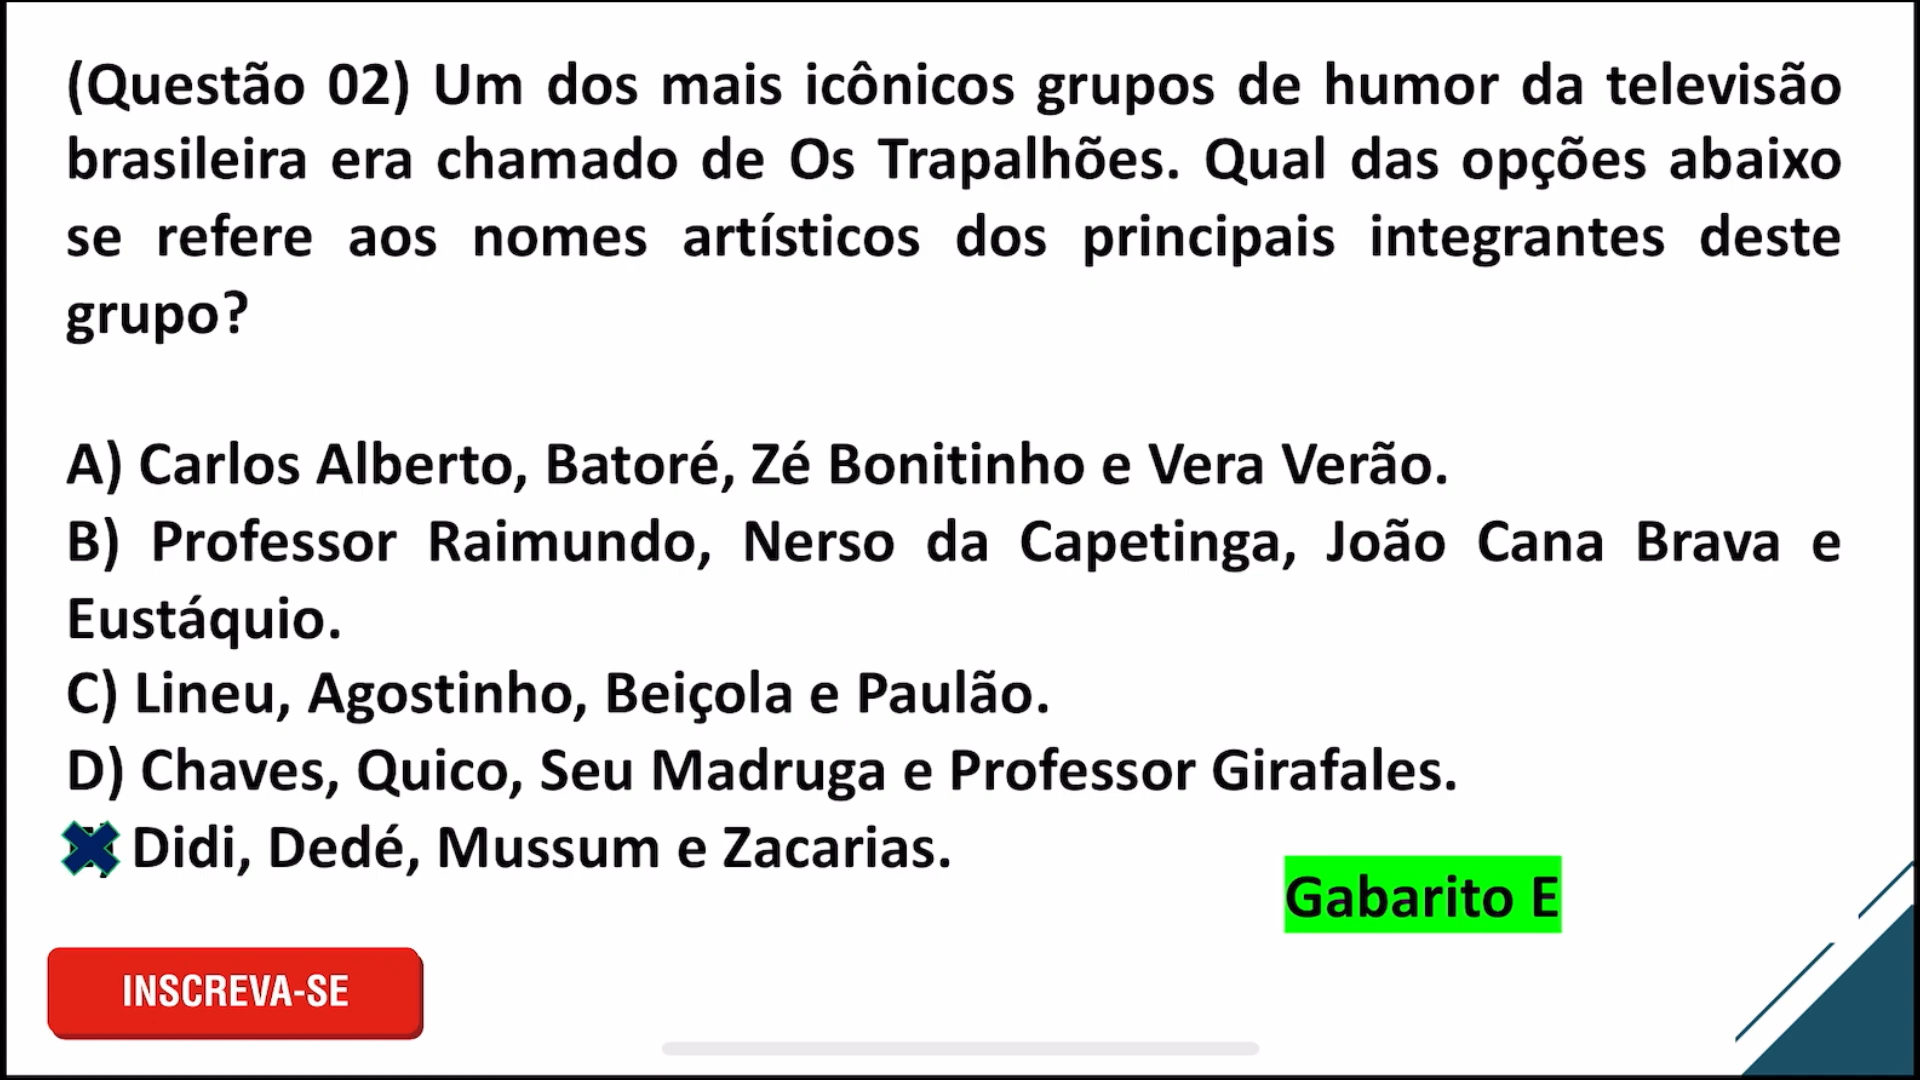 (Questão 02) Um dos mais icônicos grupos de humor da televisão
brasileira era chamado de Os Trapalhões. Qual das opções abaixo
se refere aos nomes artísticos dos principais integrantes deste
grupo?
A) Carlos Alberto, Batoré, Zé Bonitinho e Vera Verão.
B) Professor Raimundo, Nerso da Capetinga, João Cana Brava e
Eustáquio.
C) Lineu, Agostinho, Beiçola e Paulão.
D) Chaves, Quico, Seu Madruga e Professor Girafales.
Didi, Dedé, Mussum e Zacarias.
Gabarito E
INSCREVA-SE